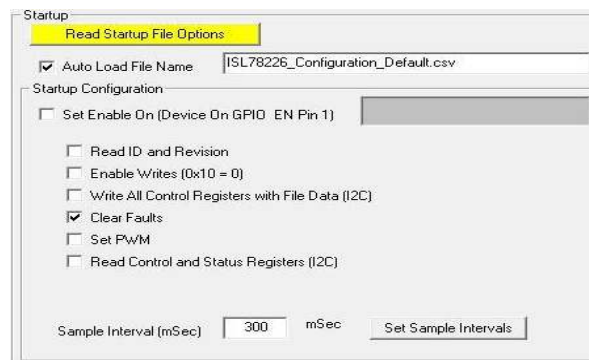 Startup
Read Startup File Options
Auto Load File Name ISL78226_Configuration_Default.csv
Startup Configuration
Set Enable On (Device On GPIO EN Pin 1)
Read ID and Revision
Enable Writes (0x10 = 0)
Write All Control Registers with File Data (I2C)
Clear Faults
Set PWM
Read Control and Status Registers (I2C)
Sample Interval (mSec) 300 mSec Set Sample Intervals